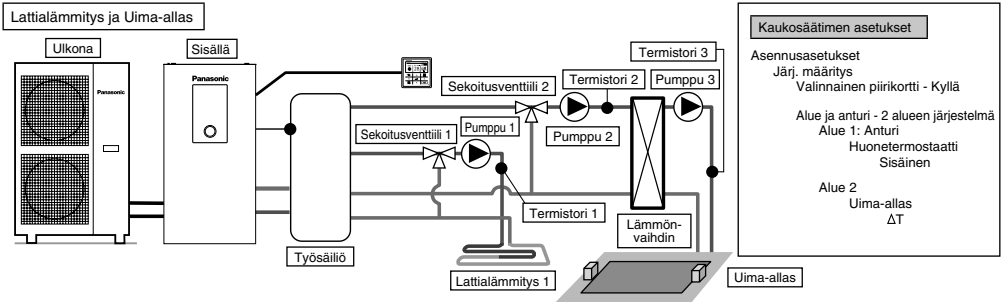 Lattialämmitys ja Uima-allas
Ulkona
Sisällä
Panasonic
Panasonic
Sekoitusventtiili 2
Termistori 2
Termistori 3
Pumppu 3
Sekoitusventtiili 1
Pumppu 1
Pumppu 2
Termistori 1
Työsäiliö
Lattialämmitys 1
Lämmön-
vaihdin
Uima-allas
Kaukosäätimen asetukset
Asennusasetukset
Järj. määritys
Valinnainen piirikortti - Kyllä
Alue ja anturi - 2 alueen järjestelmä
Alue 1: Anturi
Huonetermostaatti
Sisäinen
Alue 2
Uima-allas
ΔT